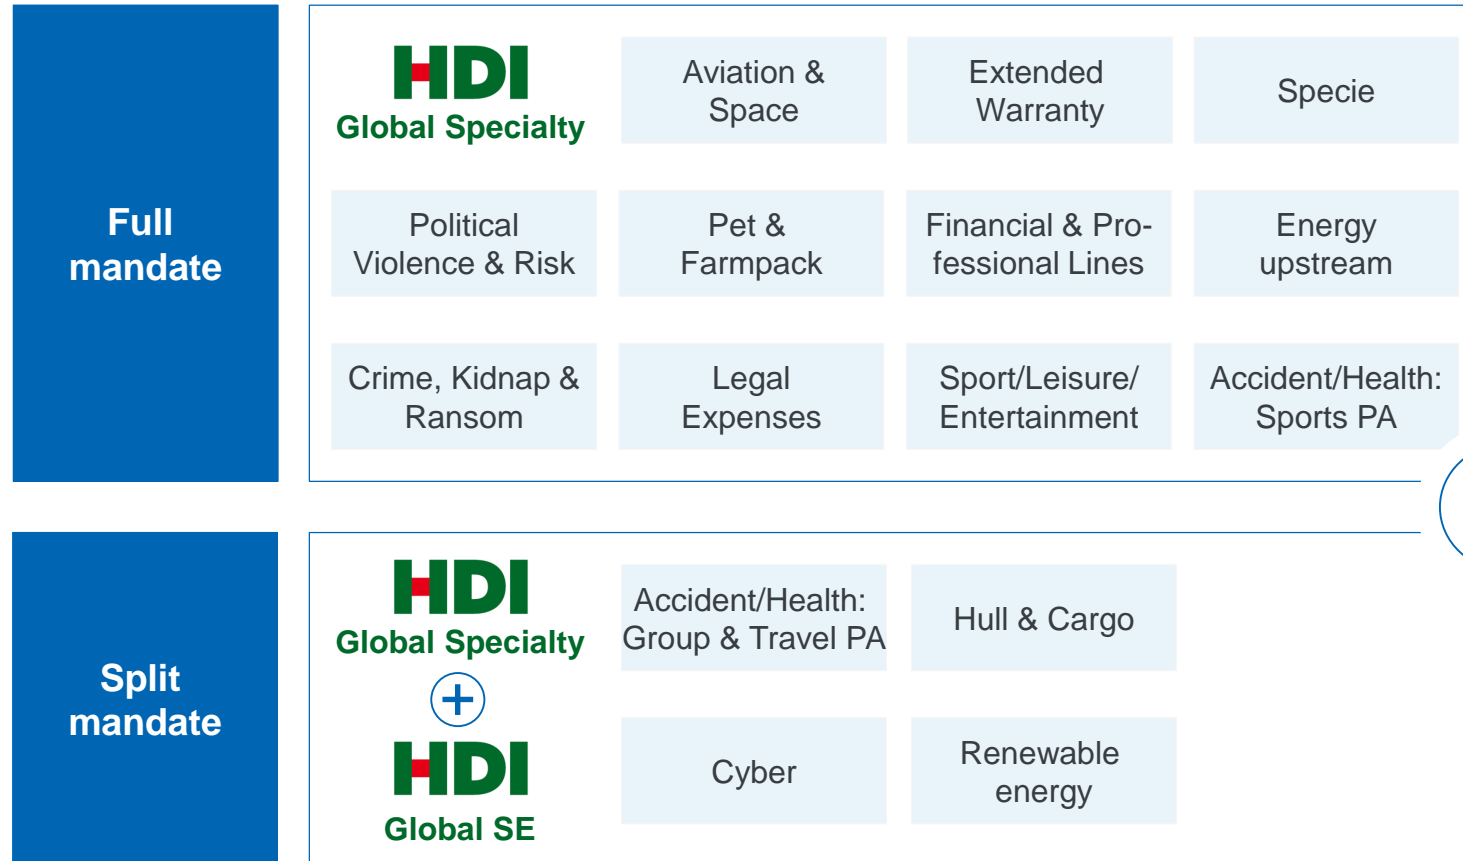 Full
mandate
HDI
Global Specialty
Aviation &
Space
Extended
Warranty
Specie
Political
Violence & Risk
Pet &
Farmpack
Financial & Pro-
fessional Lines
Energy
upstream
Crime, Kidnap &
Ransom
Legal
Expenses
Sport/Leisure/
Entertainment
Accident/Health:
Sports PA
Split
mandate
HDI
Global Specialty
+
HDI
Global SE
Accident/Health:
Group & Travel PA
Hull & Cargo
Cyber
Renewable
energy